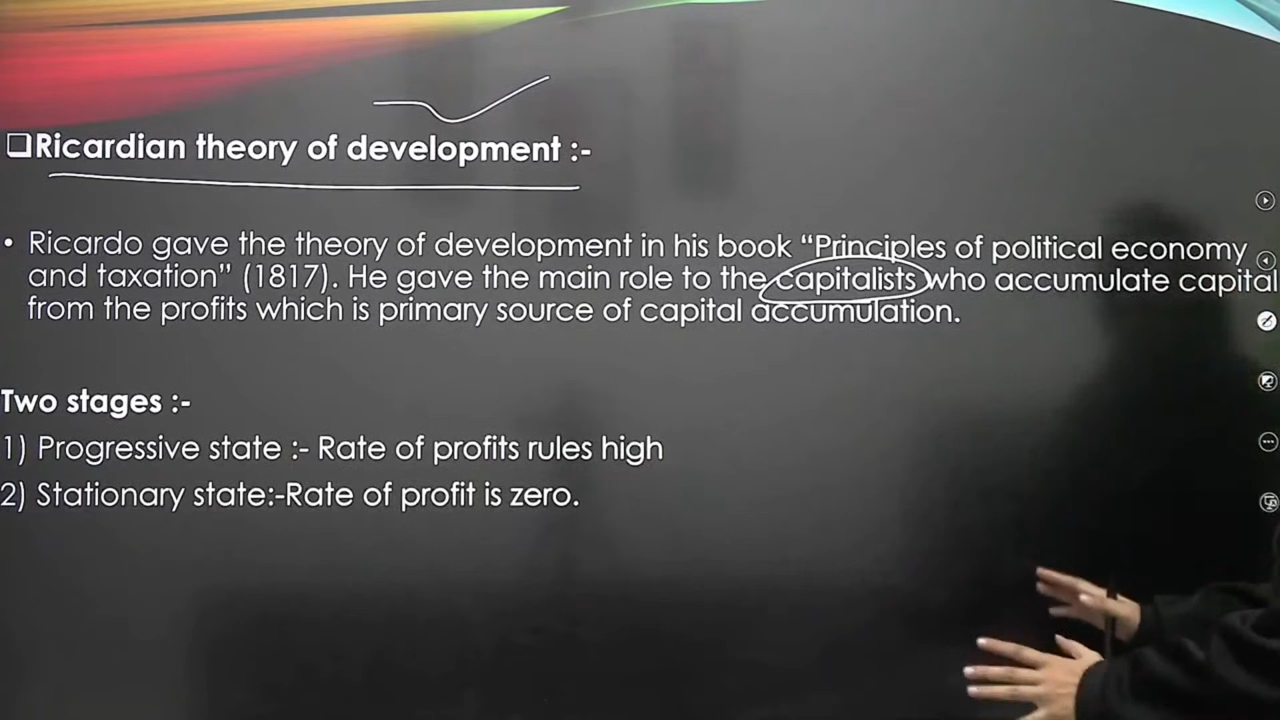 ❑Ricardian theory of development :-
• Ricardo gave the theory of development in his book “Principles of political economy
and taxation” (1817). He gave the main role to the capitalists who accumulate capital
from the profits which is primary source of capital accumulation.
Two stages :-
1) Progressive state :- Rate of profits rules high
2) Stationary state:-Rate of profit is zero.